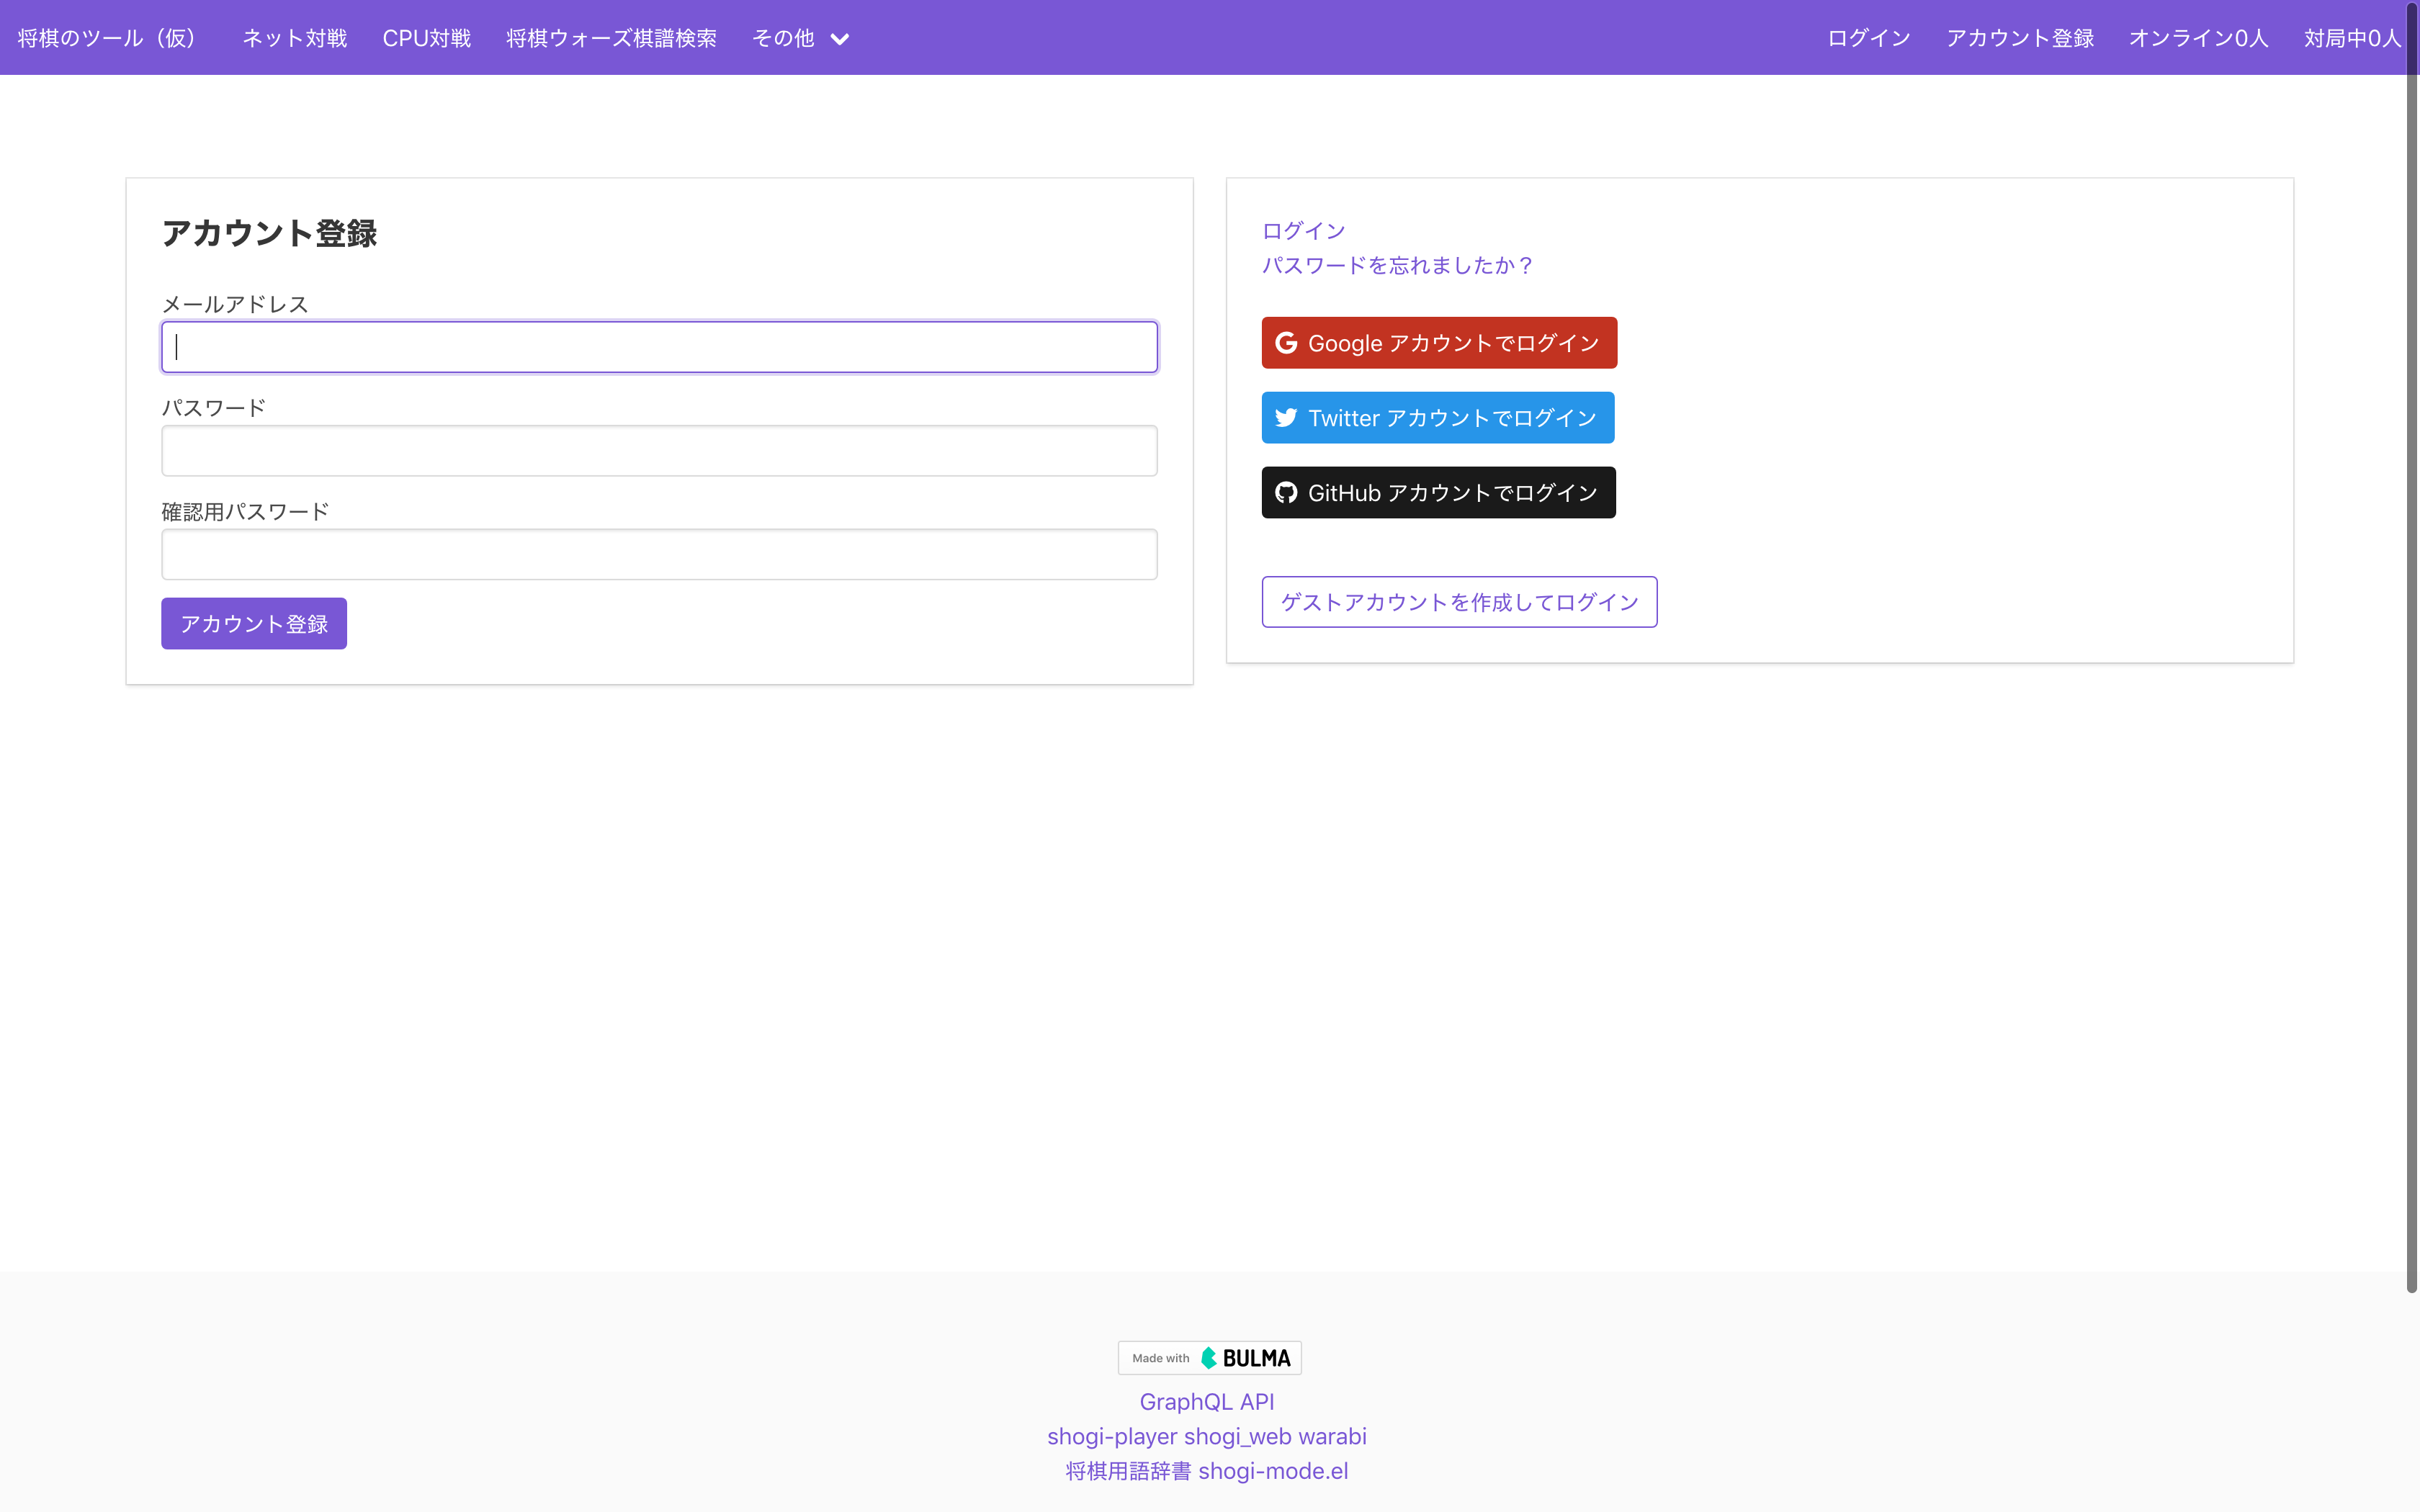 将棋のツール（仮） ネット対戦 CPU対戦 将棋ウォーズ棋譜検索 その他 ログイン アカウント登録 オンライン0人 対局中0人
アカウント登録
メールアドレス
パスワード
確認用パスワード
アカウント登録
ログイン
パスワードを忘れましたか？
Google アカウントでログイン
Twitter アカウントでログイン
GitHub アカウントでログイン
ゲストアカウントを作成してログイン
Made with BULMA
GraphQL API
shogi-player shogi_web warabi
将棋用語辞書 shogi-mode.el